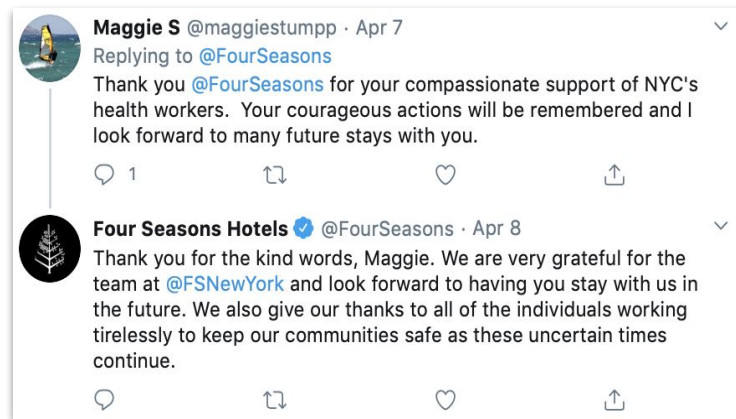 Maggie S @maggiestumpp · Apr 7
Replying to @FourSeasons
Thank you @FourSeasons for your compassionate support of NYC's
health workers.  Your courageous actions will be remembered and I
look forward to many future stays with you.
1
Four Seasons Hotels @FourSeasons · Apr 8
Thank you for the kind words, Maggie. We are very grateful for the
team at @FSNewYork and look forward to having you stay with us in
the future. We also give our thanks to all of the individuals working
tirelessly to keep our communities safe as these uncertain times
continue.